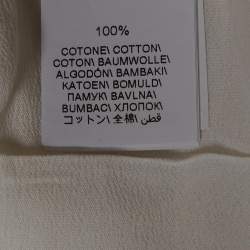 100%
COTONE/ COTTON/
COTON/ BAUMWOLLE/
ALGODÓN/ BAMBAKI/
KATOEN/ BOMULD/
ПАМУК/ BAVLNA/
BUMBAC/ ХЛОПОК/
コットン/ 全棉/ قطن/